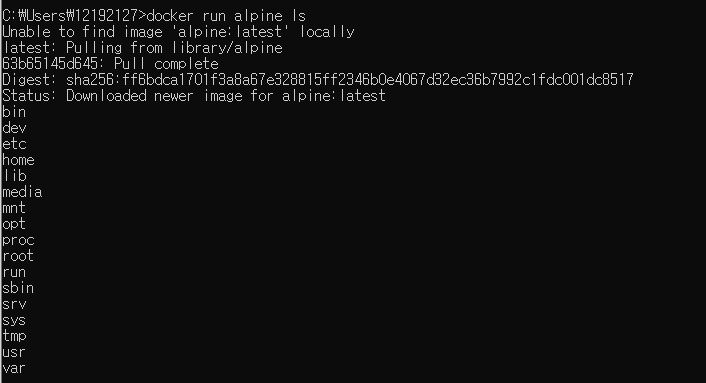 C:₩Users₩12192127>docker run alpine ls
Unable to find image 'alpine:latest' locally
latest: Pulling from library/alpine
63b65145d645: Pull complete
Digest: sha256:ff6bdca1701f3a8a67e328815ff2346b0e4067d32ec36b7992c1fdc001dc8517
Status: Downloaded newer image for alpine:latest
bin
dev
etc
home
lib
media
mnt
opt
proc
root
run
sbin
srv
sys
tmp
usr
var